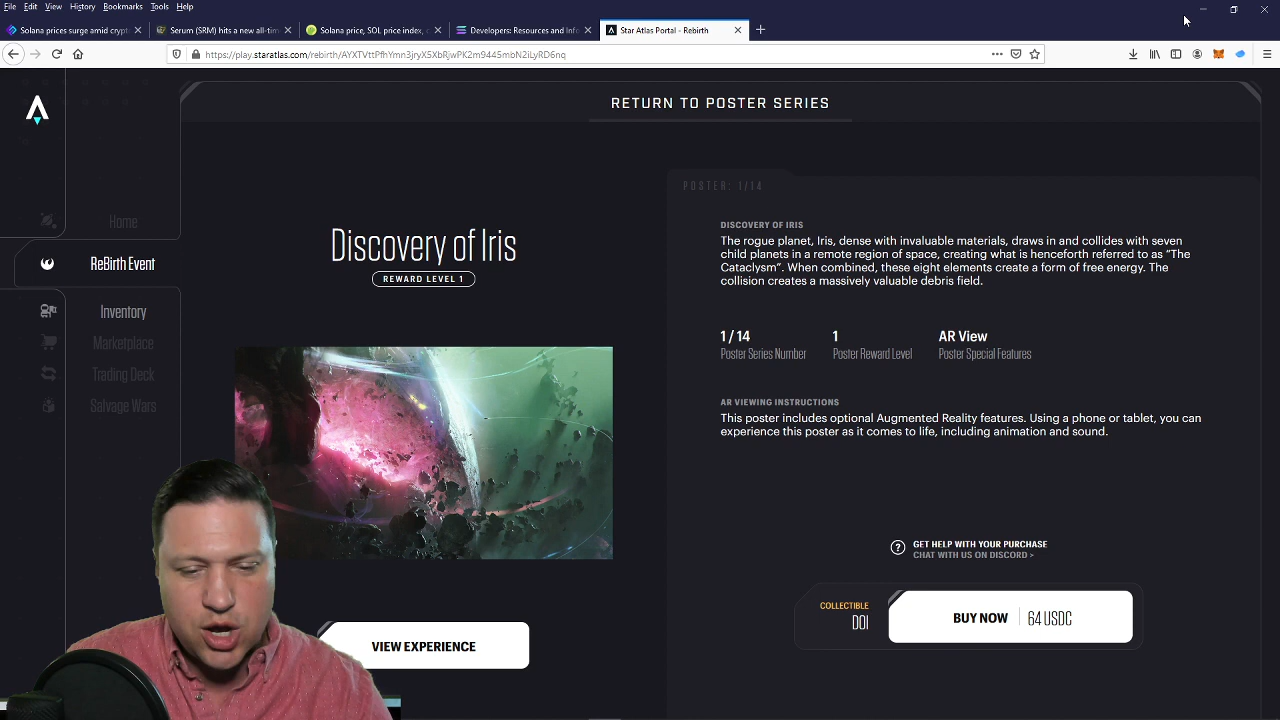 File Edit View History Bookmarks Tools Help
Solana prices surge amid crypt
Serum (SRM) hits a new all-tim
Solana price, SOL price index, c
Developers: Resources and Info
Star Atlas Portal - Rebirth
https://play.staratlas.com/rebirth/AYXTVttPfhYmn3jryX5XbRjwPK2m9445mbN2iLyRD6nq
RETURN TO POSTER SERIES
Home
ReBirth Event
Inventory
Marketplace
Trading Deck
Salvage Wars
Discovery of Iris
REWARD LEVEL 1
VIEW EXPERIENCE
POSTER: 1/14
DISCOVERY OF IRIS
The rogue planet, Iris, dense with invaluable materials, draws in and collides with seven
child planets in a remote region of space, creating what is henceforth referred to as "The
Cataclysm". When combined, these eight elements create a form of free energy. The
collision creates a massively valuable debris field.
1 / 14
Poster Series Number
1
Poster Reward Level
AR View
Poster Special Features
AR VIEWING INSTRUCTIONS
This poster includes optional Augmented Reality features. Using a phone or tablet, you can
experience this poster as it comes to life, including animation and sound.
? GET HELP WITH YOUR PURCHASE
CHAT WITH US ON DISCORD >
COLLECTIBLE
DOI
BUY NOW 64 USDC